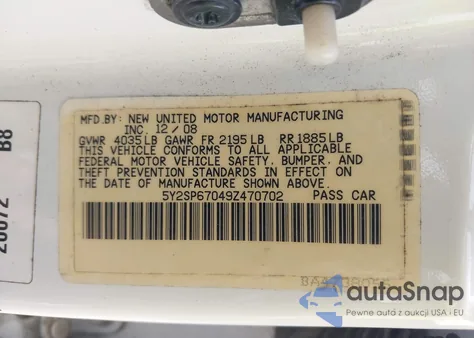 MFD.BY: NEW UNITED MOTOR MANUFACTURING
INC. 12/08
GVWR 4035LB GAWR FR 2195LB RR1885LB
THIS VEHICLE CONFORMS TO ALL APPLICABLE
FEDERAL MOTOR VEHICLE SAFETY, BUMPER, AND
THEFT PREVENTION STANDARDS IN EFFECT ON
THE DATE OF MANUFACTURE SHOWN ABOVE.
5Y2SP67049Z470702 PASS CAR
B8
autoSnap
Pewne auta z aukcji USA i EU